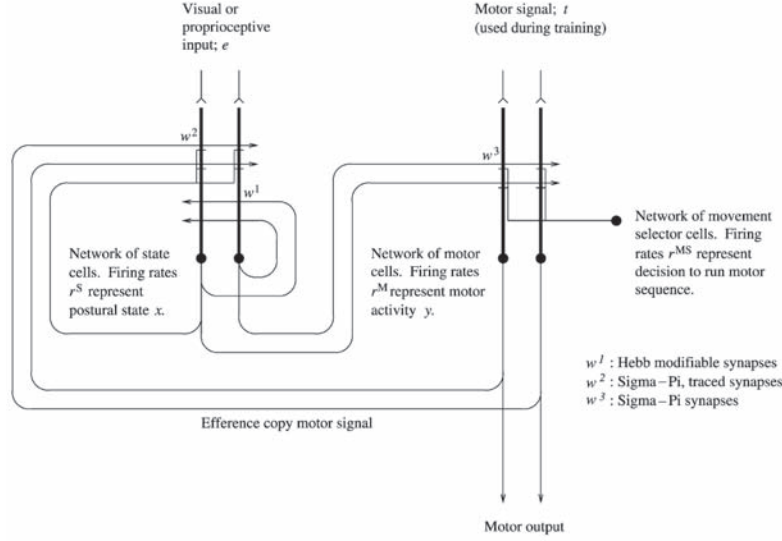 Visual or
proprioceptive
input; e
Motor signal; t
(used during training)
w²
w³
w¹
Network of state
cells. Firing rates
rˢ represent
postural state x.
Network of motor
cells. Firing rates
rᴹ represent motor
activity y.
Network of movement
selector cells. Firing
rates rᴹˢ represent
decision to run motor
sequence.
w¹ : Hebb modifiable synapses
w² : Sigma–Pi, traced synapses
w³ : Sigma–Pi synapses
Efference copy motor signal
Motor output